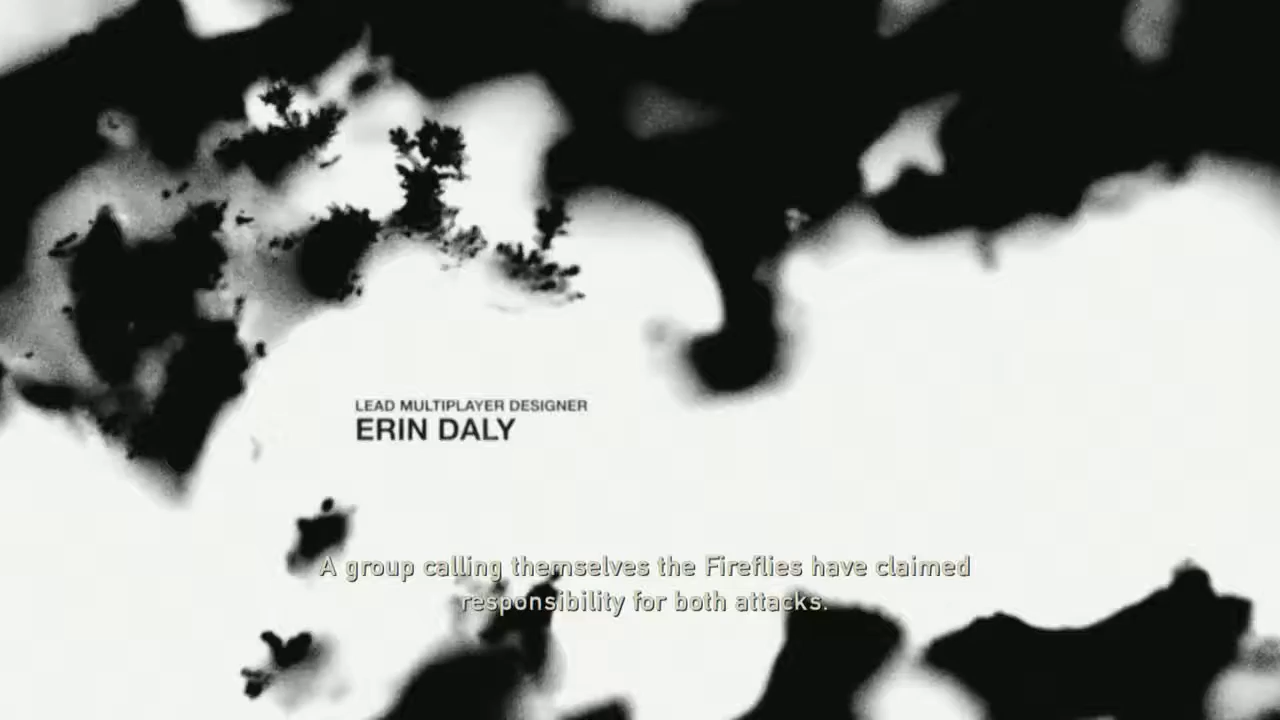 LEAD MULTIPLAYER DESIGNER
ERIN DALY
A group calling themselves the Fireflies have claimed
responsibility for both attacks.